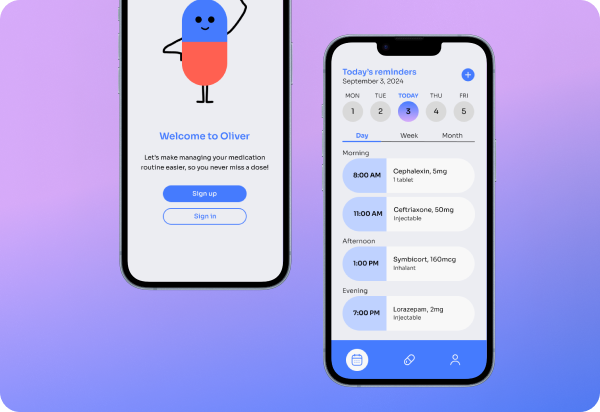 Welcome to Oliver
Let's make managing your medication
routine easier, so you never miss a dose!
Sign up
Sign in
Today's reminders
September 3, 2024
MON TUE TODAY THU FRI
1 2 3 4 5
Day Week Month
Morning
8:00 AM
Cephalexin, 5mg
1 tablet
11:00 AM
Ceftriaxone, 50mg
Injectable
Afternoon
1:00 PM
Symbicort, 160mcg
Inhalant
Evening
7:00 PM
Lorazepam, 2mg
Injectable